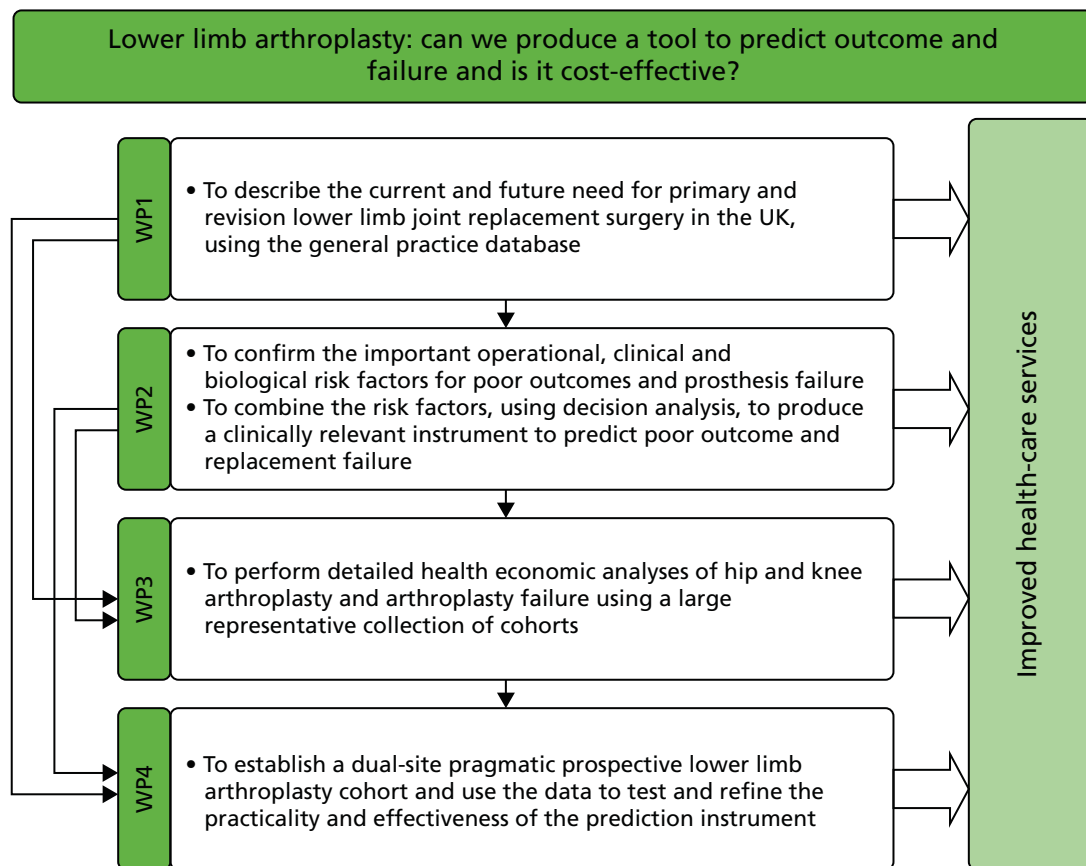 Lower limb arthroplasty: can we produce a tool to predict outcome and
failure and is it cost-effective?
WP1
• To describe the current and future need for primary and
revision lower limb joint replacement surgery in the UK,
using the general practice database
WP2
• To confirm the important operational, clinical and
biological risk factors for poor outcomes and prosthesis failure
• To combine the risk factors, using decision analysis, to produce
a clinically relevant instrument to predict poor outcome and
replacement failure
WP3
• To perform detailed health economic analyses of hip and knee
arthroplasty and arthroplasty failure using a large
representative collection of cohorts
WP4
• To establish a dual-site pragmatic prospective lower limb
arthroplasty cohort and use the data to test and refine the
practicality and effectiveness of the prediction instrument
Improved health-care services